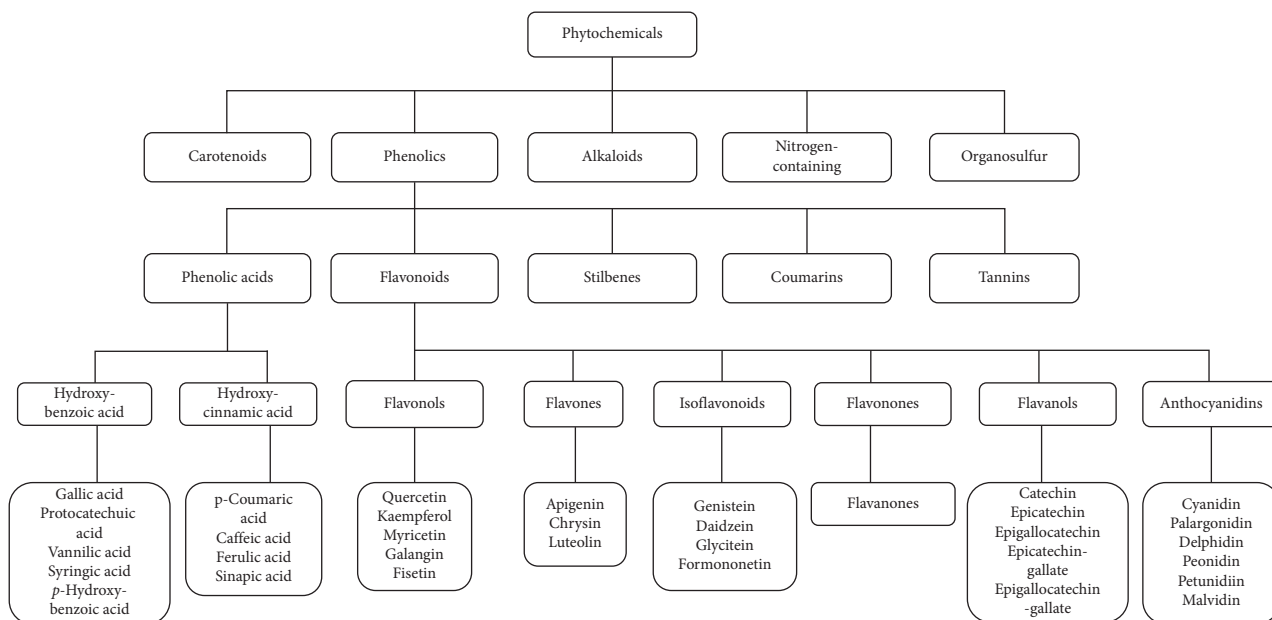 Phytochemicals
Carotenoids
Phenolics
Alkaloids
Nitrogen-
containing
Organosulfur
Phenolic acids
Flavonoids
Stilbenes
Coumarins
Tannins
Hydroxy-
benzoic acid
Hydroxy-
cinnamic acid
Flavonols
Flavones
Isoflavonoids
Flavonones
Flavanols
Anthocyanidins
Gallic acid
Protocatechuic
acid
Vannilic acid
Syringic acid
p-Hydroxy-
benzoic acid
p-Coumaric
acid
Caffeic acid
Ferulic acid
Sinapic acid
Quercetin
Kaempferol
Myricetin
Galangin
Fisetin
Apigenin
Chrysin
Luteolin
Genistein
Daidzein
Glycitein
Formononetin
Flavanones
Catechin
Epicatechin
Epigallocatechin
Epicatechin-
gallate
Epigallocatechin
-gallate
Cyanidin
Palargonidin
Delphidin
Peonidin
Petunidiin
Malvidin